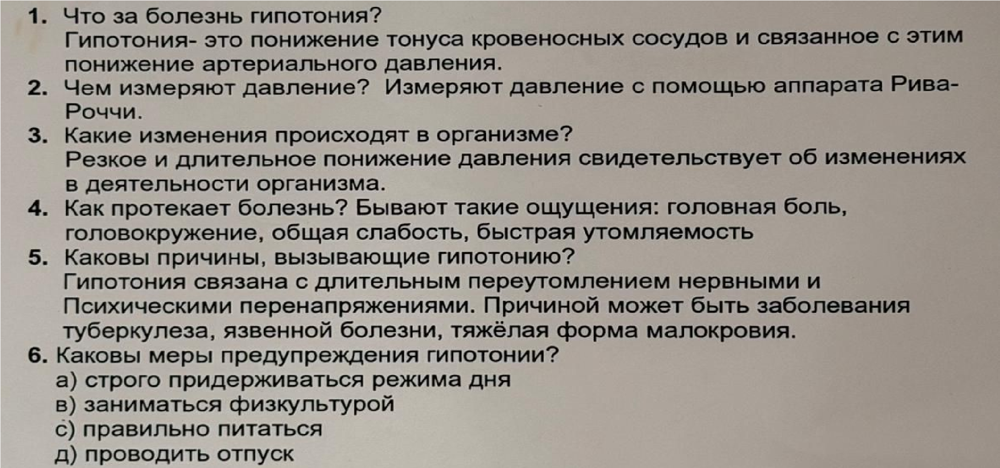 1. Что за болезнь гипотония?
Гипотония- это понижение тонуса кровеносных сосудов и связанное с этим
понижение артериального давления.
2. Чем измеряют давление? Измеряют давление с помощью аппарата Рива-
Роччи.
3. Какие изменения происходят в организме?
Резкое и длительное понижение давления свидетельствует об изменениях
в деятельности организма.
4. Как протекает болезнь? Бывают такие ощущения: головная боль,
головокружение, общая слабость, быстрая утомляемость
5. Каковы причины, вызывающие гипотонию?
Гипотония связана с длительным переутомлением нервными и
Психическими перенапряжениями. Причиной может быть заболевания
туберкулеза, язвенной болезни, тяжёлая форма малокровия.
6. Каковы меры предупреждения гипотонии?
а) строго придерживаться режима дня
в) заниматься физкультурой
с) правильно питаться
д) проводить отпуск